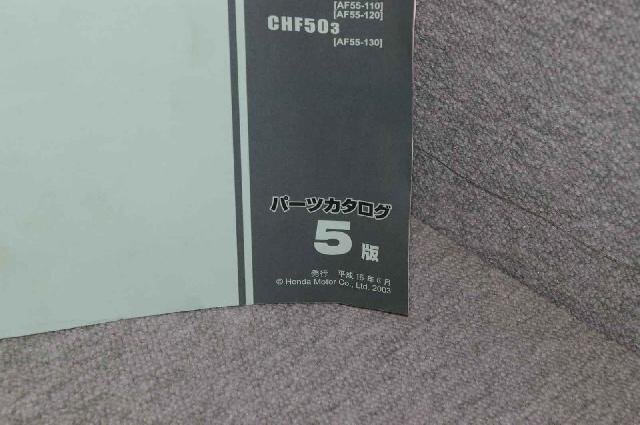 [AF55-110]
[AF55-120]
CHF503
[AF55-130]
パーツカタログ
5版
発行 平成15年6月
© Honda Motor Co., Ltd. 2003